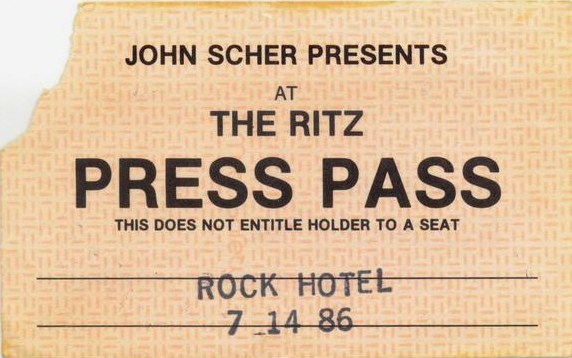 JOHN SCHER PRESENTS
AT
THE RITZ
PRESS PASS
THIS DOES NOT ENTITLE HOLDER TO A SEAT
ROCK HOTEL
7 14 86